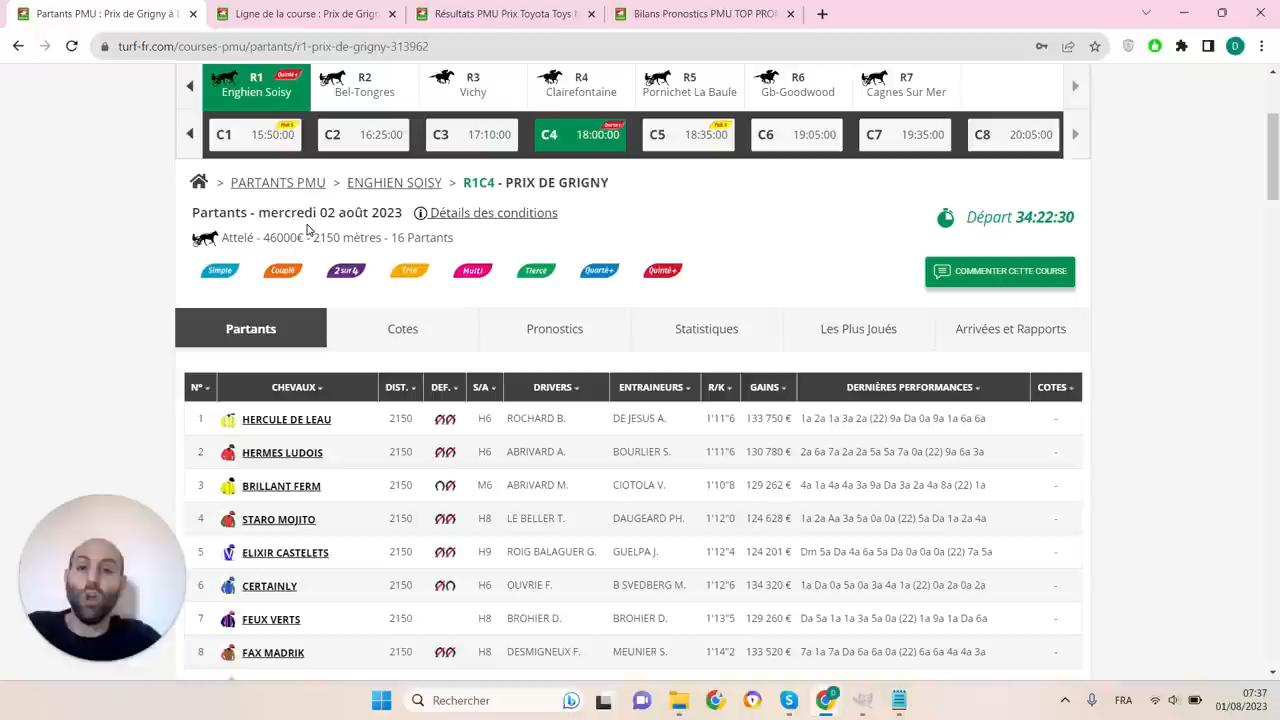 Partants PMU : Prix de Grigny à
Ligne de droite : Prix de Grigny
Résultats PMU Prix Toytoys
Bilans Pronostics PMU TOP PRO
turf-fr.com/courses-pmu/partants/r1-prix-de-grigny-313962
D
R1 Quinté+
Enghien Soisy
R2
Bel-Tongres
R3
Vichy
R4
Clairefontaine
R5
Pornichet La Baule
R6
Gb-Goodwood
R7
Cagnes Sur Mer
C1 15:50:00
C2 16:25:00
C3 17:10:00
C4 18:00:00
C5 18:35:00
C6 19:05:00
C7 19:35:00
C8 20:05:00
> PARTANTS PMU > ENGHIEN SOISY > R1C4 - PRIX DE GRIGNY
Partants - mercredi 02 août 2023 Détails des conditions
Départ 34:22:30
Attelé - 46000€ - 2150 mètres - 16 Partants
Simple Couplé 2sur4 Trio Multi Tiercé Quarté+ Quinté+
COMMENTER CETTE COURSE
Partants Cotes Pronostics Statistiques Les Plus Joués Arrivées et Rapports
N° CHEVAUX DIST. DEF. S/A DRIVERS ENTRAINEURS R/K GAINS DERNIÈRES PERFORMANCES COTES
1 HERCULE DE LEAU 2150 H6 ROCHARD B. DE JESUS A. 1'11"6 133 750 € 1a 2a 1a 3a 2a (22) 9a Da 0a 9a 1a 6a 6a -
2 HERMES LUDOIS 2150 H6 ABRIVARD A. BOURLIER S. 1'11"6 130 780 € 2a 6a 7a 2a 2a 5a 5a 7a 0a (22) 9a 6a 3a -
3 BRILLANT FERM 2150 M6 ABRIVARD M. CIOTOLA V. 1'10"8 129 262 € 4a 1a 4a 4a 3a 9a Da 3a 2a 4a 8a (22) 1a -
4 STARO MOJITO 2150 H8 LE BELLER T. DAUGEARD PH. 1'12"0 124 628 € 1a 2a Aa 3a 5a 0a 0a (22) 5a Da 1a 2a 4a -
5 ELIXIR CASTELETS 2150 H9 ROIG BALAGUER G. GUELPA J. 1'12"4 124 201 € Dm 5a Da 4a 6a 5a Da 0a 0a 0a (22) 7a 5a -
6 CERTAINLY 2150 H6 OUVRIE F. B SVEDBERG M. 1'12"6 134 320 € 1a Da 0a 5a 0a 3a 4a 1a (22) 0a 2a 0a 2a -
7 FEUX VERTS 2150 H8 BROHIER D. BROHIER D. 1'13"5 129 260 € Da 5a 1a 1a 3a 5a 0a (22) 1a 9a 1a Da 6a -
8 FAX MADRIK 2150 H8 DESMIGNEUX F. MEUNIER S. 1'14"2 133 520 € 7a 1a 7a Da 6a 6a 0a (22) 6a 6a 4a 4a 3a -
Rechercher
FRA
07:37
01/08/2023